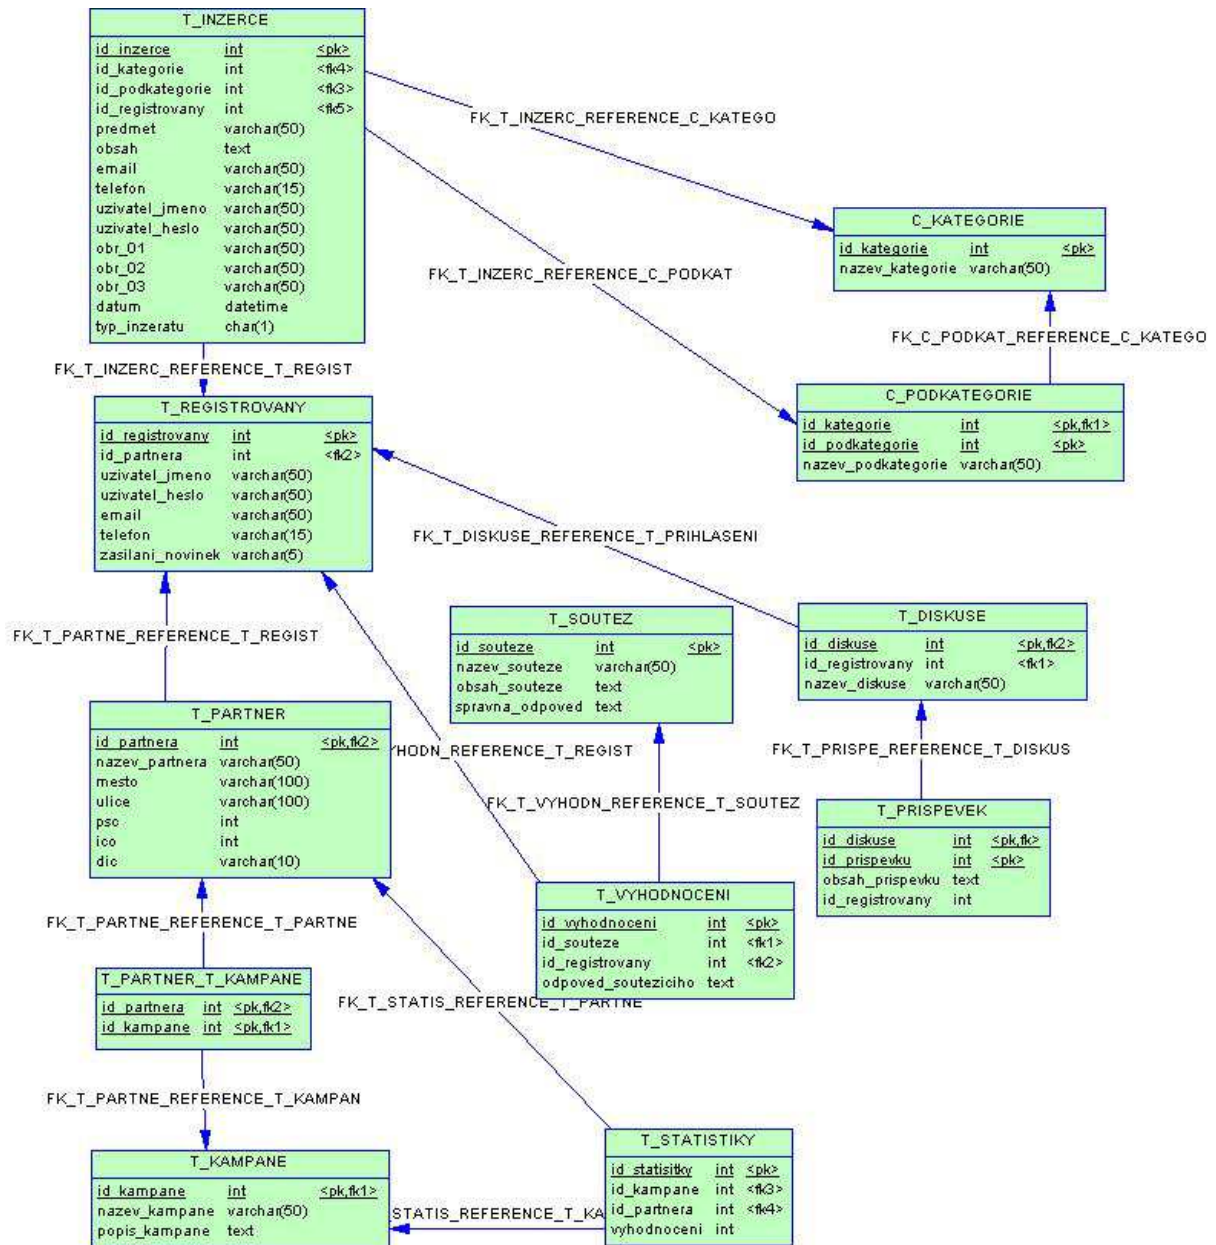 T_INZERCE
id_inzerce int <pk>
id_kategorie int <fk4>
id_podkategorie int <fk3>
id_registrovany int <fk5>
predmet varchar(50)
obsah text
email varchar(50)
telefon varchar(15)
uzivatel_jmeno varchar(50)
uzivatel_heslo varchar(50)
obr_01 varchar(50)
obr_02 varchar(50)
obr_03 varchar(50)
datum datetime
typ_inzeratu char(1)
FK_T_INZERC_REFERENCE_C_KATEGO
C_KATEGORIE
id_kategorie int <pk>
nazev_kategorie varchar(50)
FK_T_INZERC_REFERENCE_C_PODKAT
FK_C_PODKAT_REFERENCE_C_KATEGO
FK_T_INZERC_REFERENCE_T_REGIST
C_PODKATEGORIE
id_kategorie int <pk,fk1>
id_podkategorie int <pk>
nazev_podkategorie varchar(50)
T_REGISTROVANY
id_registrovany int <pk>
id_partnera int <fk2>
uzivatel_jmeno varchar(50)
uzivatel_heslo varchar(50)
email varchar(50)
telefon varchar(15)
zasilani_novinek varchar(5)
FK_T_DISKUSE_REFERENCE_T_PRIHLASENI
FK_T_PARTNE_REFERENCE_T_REGIST
T_SOUTEZ
id_souteze int <pk>
nazev_souteze varchar(50)
obsah_souteze text
spravna_odpoved text
T_DISKUSE
id_diskuse int <pk,fk2>
id_registrovany int <fk1>
nazev_diskuse varchar(50)
T_PARTNER
id_partnera int <pk,fk2>
nazev_partnera varchar(50)
mesto varchar(100)
ulice varchar(100)
psc int
ico int
dic varchar(10)
YHODN_REFERENCE_T_REGIST
FK_T_PRISPE_REFERENCE_T_DISKUS
FK_T_VYHODN_REFERENCE_T_SOUTEZ
T_PRISPEVEK
id_diskuse int <pk,fk>
id_prispevku int <pk>
obsah_prispevku text
id_registrovany int
T_VYHODNOCENI
id_vyhodnoceni int <pk>
id_souteze int <fk1>
id_registrovany int <fk2>
odpoved_souteziciho text
FK_T_PARTNE_REFERENCE_T_PARTNE
T_PARTNER_T_KAMPANE
id_partnera int <pk,fk2>
id_kampane int <pk,fk1>
FK_T_STATIS_REFERENCE_T_PARTNE
FK_T_PARTNE_REFERENCE_T_KAMPAN
T_KAMPANE
id_kampane int <pk,fk1>
nazev_kampane varchar(50)
popis_kampane text
STATIS_REFERENCE_T_KA
T_STATISTIKY
id_statisitky int <pk>
id_kampane int <fk3>
id_partnera int <fk4>
vyhodnoceni int